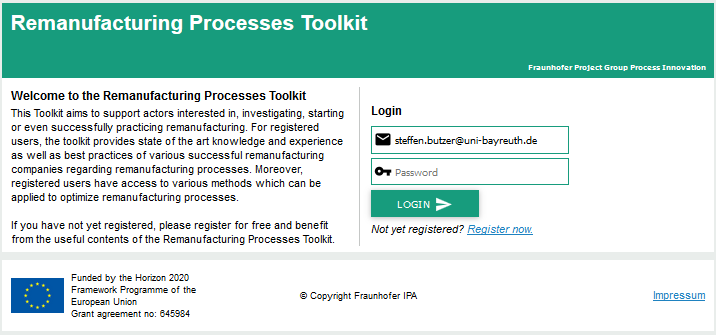 Remanufacturing Processes Toolkit
Fraunhofer Project Group Process Innovation
Welcome to the Remanufacturing Processes Toolkit
This Toolkit aims to support actors interested in, investigating, starting
or even successfully practicing remanufacturing. For registered
users, the toolkit provides state of the art knowledge and experience
as well as best practices of various successful remanufacturing
companies regarding remanufacturing processes. Moreover,
registered users have access to various methods which can be
applied to optimize remanufacturing processes.
If you have not yet registered, please register for free and benefit
from the useful contents of the Remanufacturing Processes Toolkit.
Login
steffen.butzer@uni-bayreuth.de
Password
LOGIN
Not yet registered? Register now.
Funded by the Horizon 2020
Framework Programme of the
European Union
Grant agreement no: 645984
© Copyright Fraunhofer IPA
Impressum